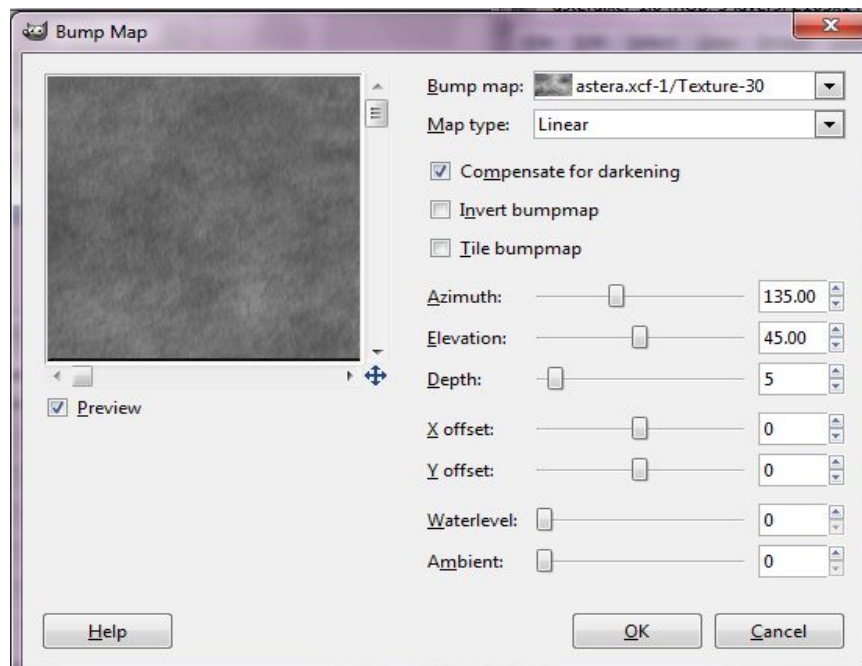 Bump Map
Bump map: astera.xcf-1/Texture-30
Map type: Linear
Compensate for darkening
Invert bumpmap
Tile bumpmap
Azimuth: 135.00
Elevation: 45.00
Depth: 5
Preview
X offset: 0
Y offset: 0
Waterlevel: 0
Ambient: 0
Help OK Cancel